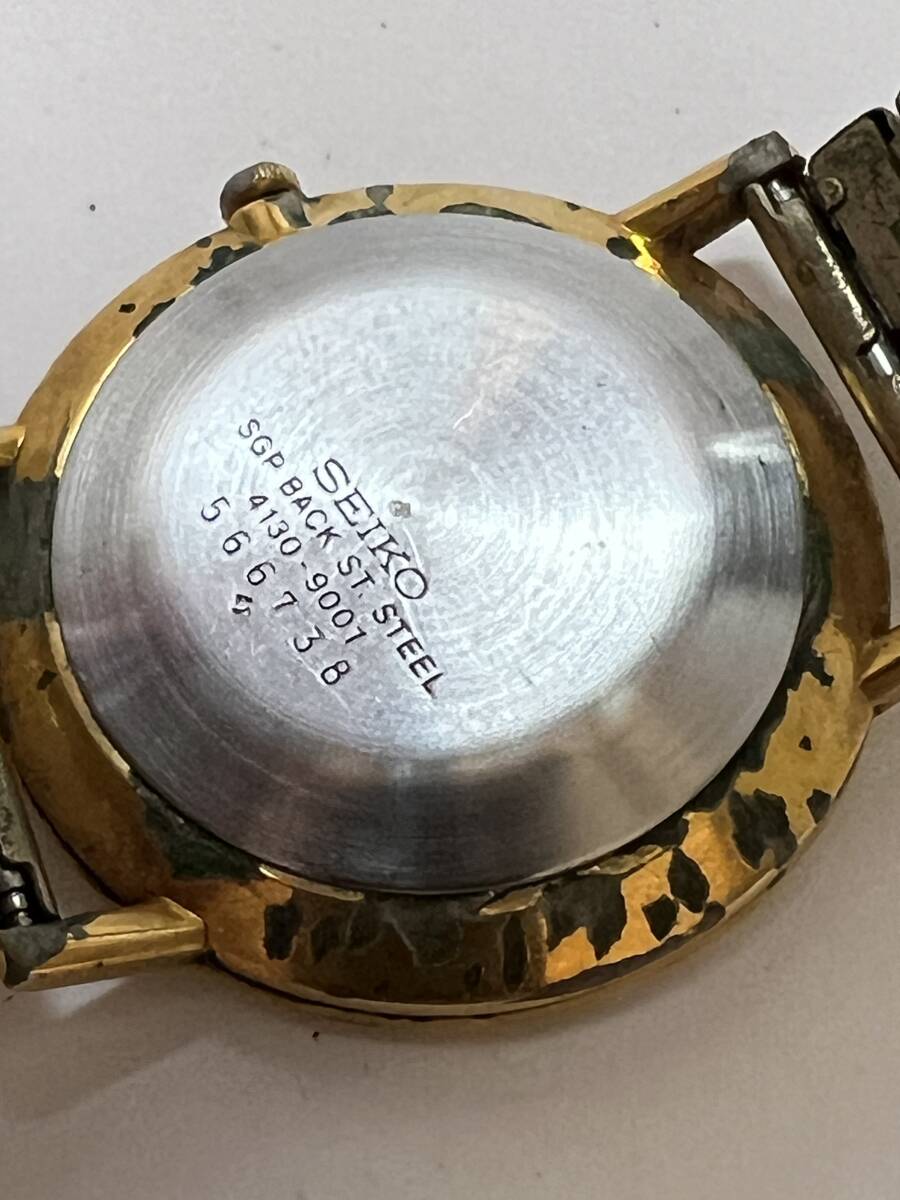 SEIKO
SGP BACK ST. STEEL
4130-9001
566738